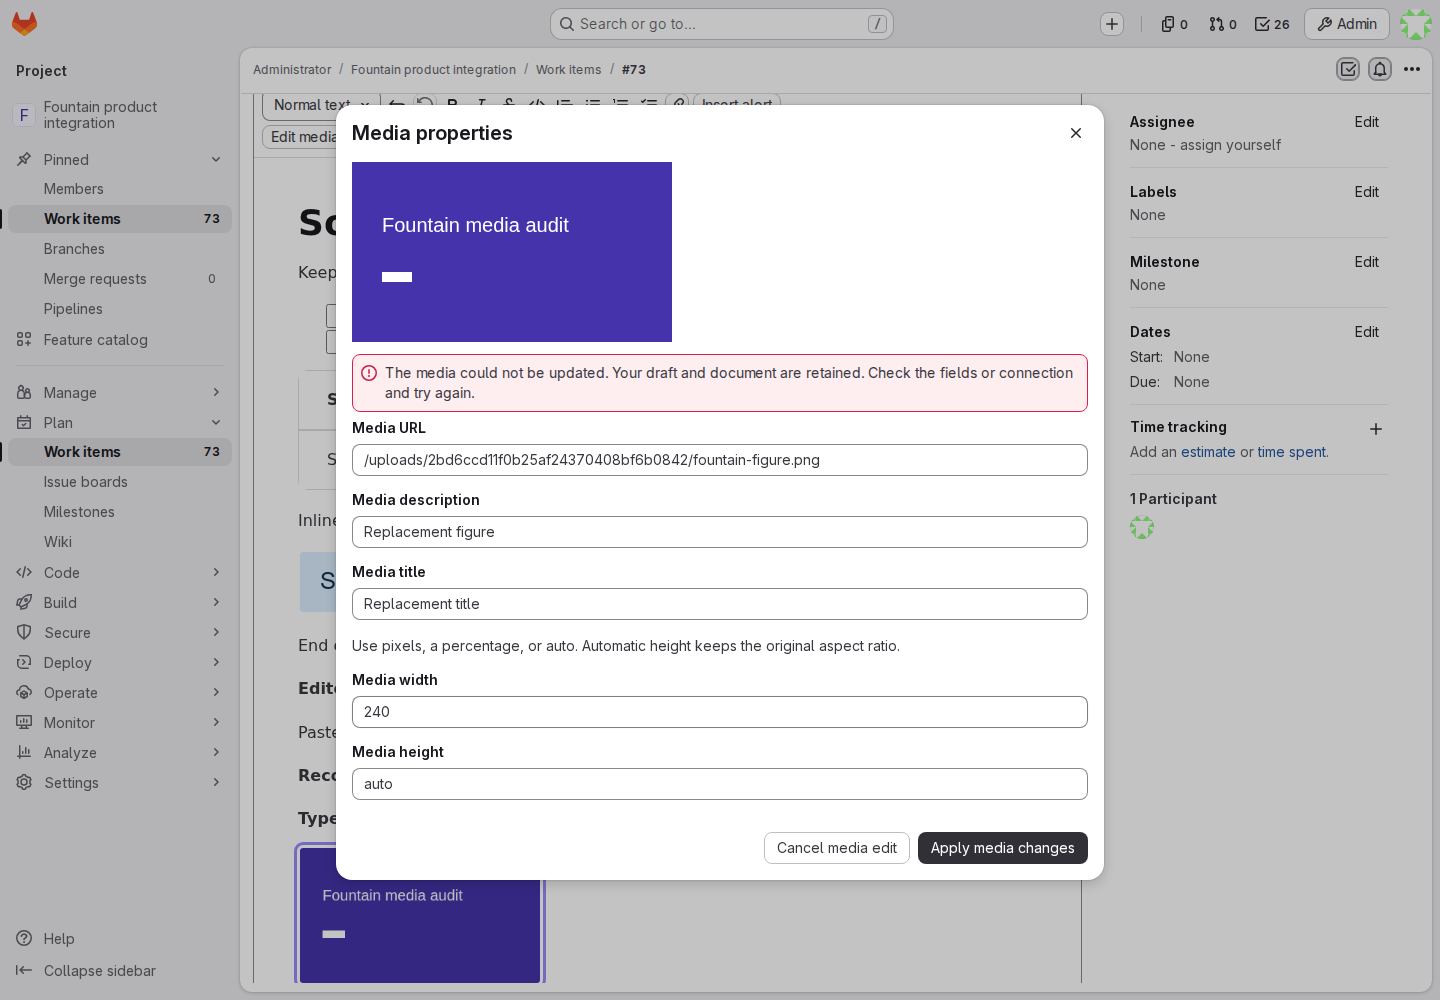 Search or go to...
/
0
0
26
Admin
Project
F
Fountain product
integration
Pinned
Members
Work items 73
Branches
Merge requests 0
Pipelines
Feature catalog
Manage
Plan
Work items 73
Issue boards
Milestones
Wiki
Code
Build
Secure
Deploy
Operate
Monitor
Analyze
Settings
Help
Collapse sidebar
Administrator / Fountain product integration / Work items / #73
Normal text
Insert alert
Edit media
Keep
Inline
End
Paste
Type
Fountain media audit
Media properties
Fountain media audit
The media could not be updated. Your draft and document are retained. Check the fields or connection
and try again.
Media URL
/uploads/2bd6ccd11f0b25af24370408bf6b0842/fountain-figure.png
Media description
Replacement figure
Media title
Replacement title
Use pixels, a percentage, or auto. Automatic height keeps the original aspect ratio.
Media width
240
Media height
auto
Cancel media edit
Apply media changes
Assignee Edit
None - assign yourself
Labels Edit
None
Milestone Edit
None
Dates Edit
Start: None
Due: None
Time tracking
Add an estimate or time spent.
1 Participant